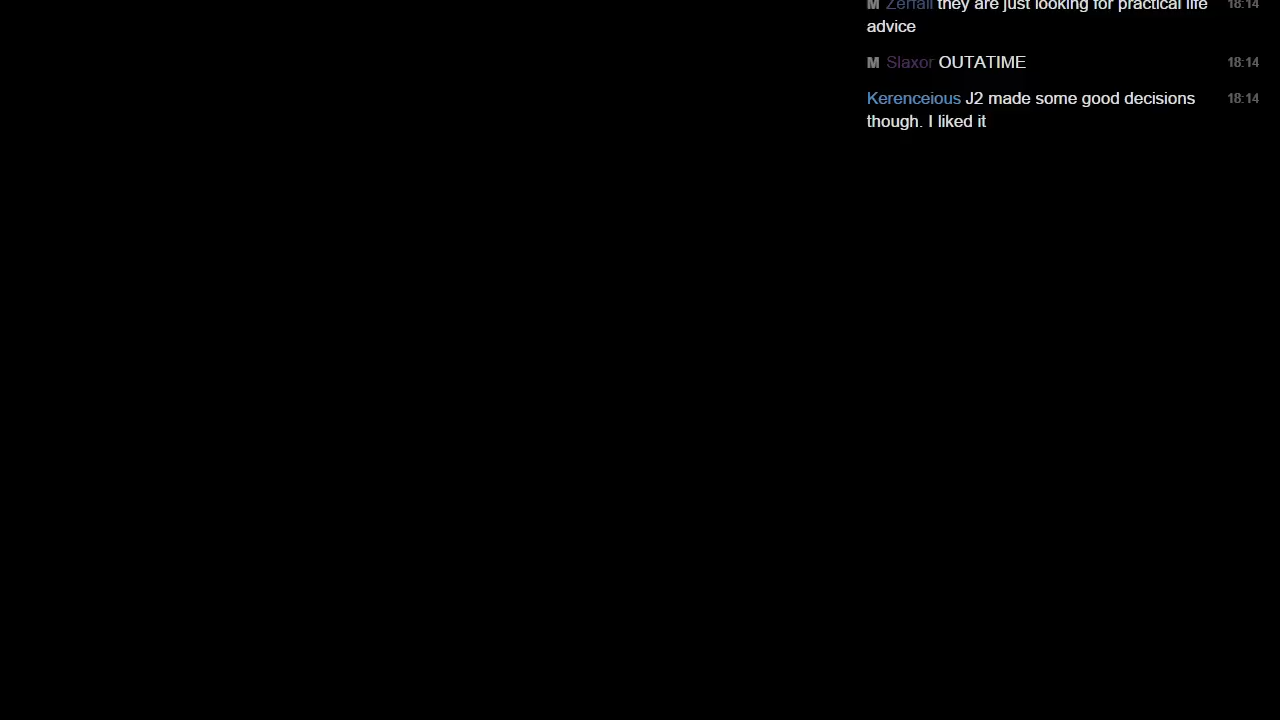 M Zerfall they are just looking for practical life 18:14
advice
M Slaxor OUTATIME 18:14
Kerenceious J2 made some good decisions 18:14
though. I liked it